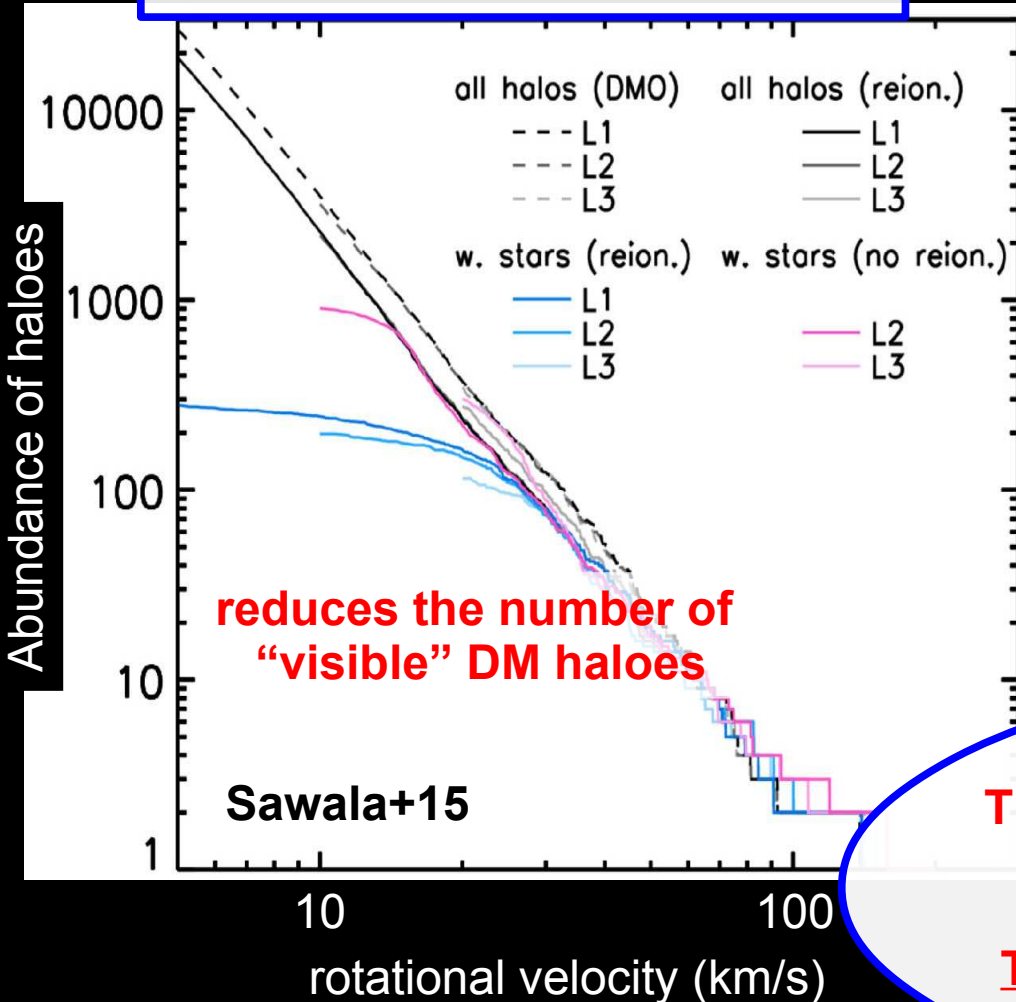 10000
1000
100
10
1
Abundance of haloes
all halos (DMO)
L1
L2
L3
all halos (reion.)
L1
L2
L3
w. stars (reion.)
L1
L2
L3
w. stars (no reion.)
L2
L3
reduces the number of
“visible” DM haloes
Sawala+15
10
100
rotational velocity (km/s)
T
T